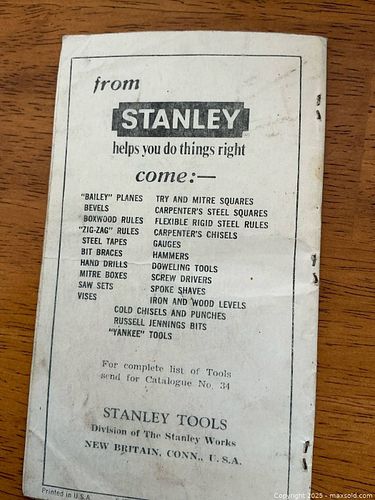 from
STANLEY
helps you do things right
come:—
"BAILEY" PLANES
BEVELS
BOXWOOD RULES
"ZIG-ZAG" RULES
STEEL TAPES
BIT BRACES
HAND DRILLS
MITRE BOXES
SAW SETS
VISES
TRY AND MITRE SQUARES
CARPENTER'S STEEL SQUARES
FLEXIBLE RIGID STEEL RULES
CARPENTER'S CHISELS
GAUGES
HAMMERS
DOWELING TOOLS
SCREW DRIVERS
SPOKE SHAVES
IRON AND WOOD LEVELS
COLD CHISELS AND PUNCHES
RUSSELL JENNINGS BITS
"YANKEE" TOOLS
For complete list of Tools
send for Catalogue No. 34
STANLEY TOOLS
Division of The Stanley Works
NEW BRITAIN, CONN., U. S. A.
Printed in U.S.A.
Copyright 2025 - maxsold.com